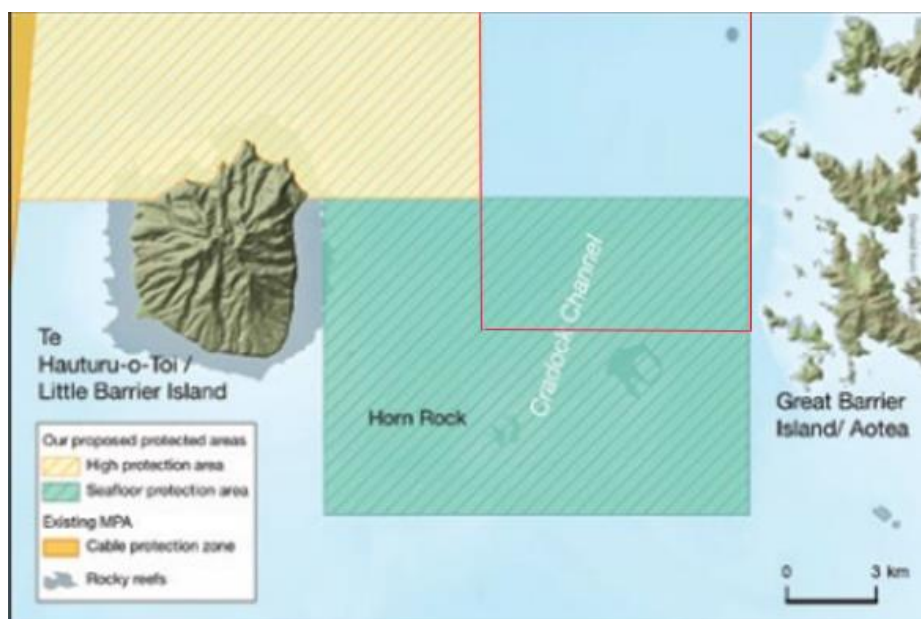 Cradock Channel
Te
Hauturu-o-Toi /
Little Barrier Island
Horn Rock
Great Barrier
Island/ Aotea
Our proposed protected areas
High protection area
Seafloor protection area
Existing MPA
Cable protection zone
Rocky reefs
0 3 km